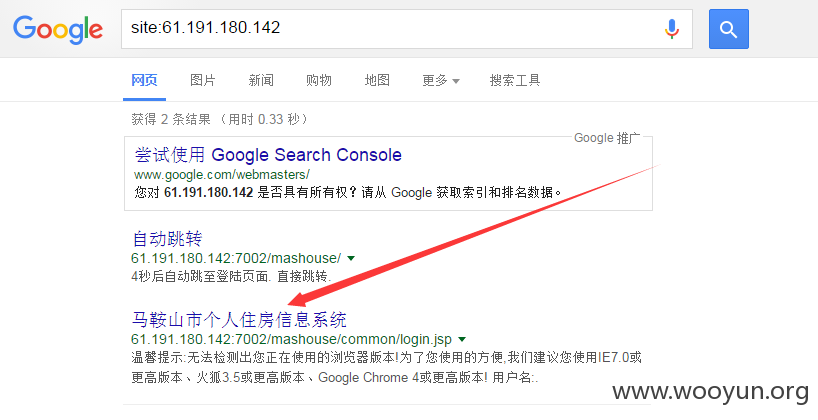 Google
site:61.191.180.142
网页 图片 新闻 购物 地图 更多 搜索工具
获得 2 条结果 （用时 0.33 秒）
Google 推广
尝试使用 Google Search Console
www.google.com/webmasters/
您对 61.191.180.142 是否具有所有权？请从 Google 获取索引和排名数据。
自动跳转
61.191.180.142:7002/mashouse/
4秒后自动跳至登陆页面. 直接跳转.
马鞍山市个人住房信息系统
61.191.180.142:7002/mashouse/common/login.jsp
温馨提示:无法检测出您正在使用的浏览器版本!为了您使用的方便,我们建议您使用IE7.0或
更高版本、火狐3.5或更高版本、Google Chrome 4或更高版本! 用户名:.
www.wooyun.org